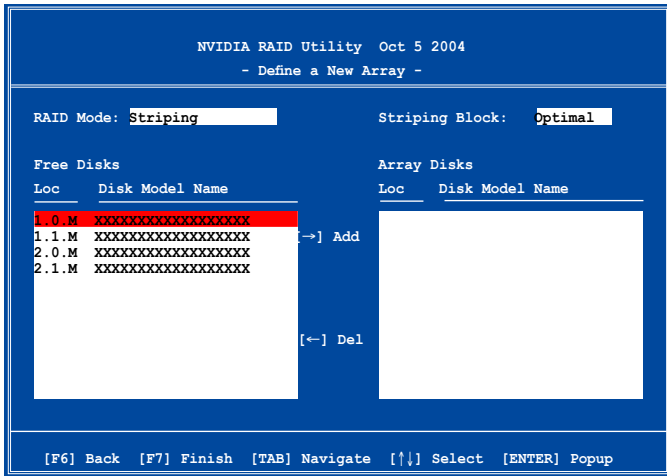 NVIDIA RAID Utility  Oct 5 2004
- Define a New Array -
RAID Mode: Striping    Striping Block: Optimal
Free Disks    Array Disks
Loc    Disk Model Name    Loc    Disk Model Name
1.0.M  XXXXXXXXXXXXXXXXXX
1.1.M  XXXXXXXXXXXXXXXXXX
[→] Add
2.0.M  XXXXXXXXXXXXXXXXXX
2.1.M  XXXXXXXXXXXXXXXXXX
[←] Del
[F6] Back  [F7] Finish  [TAB] Navigate  [↑↓] Select  [ENTER] Popup